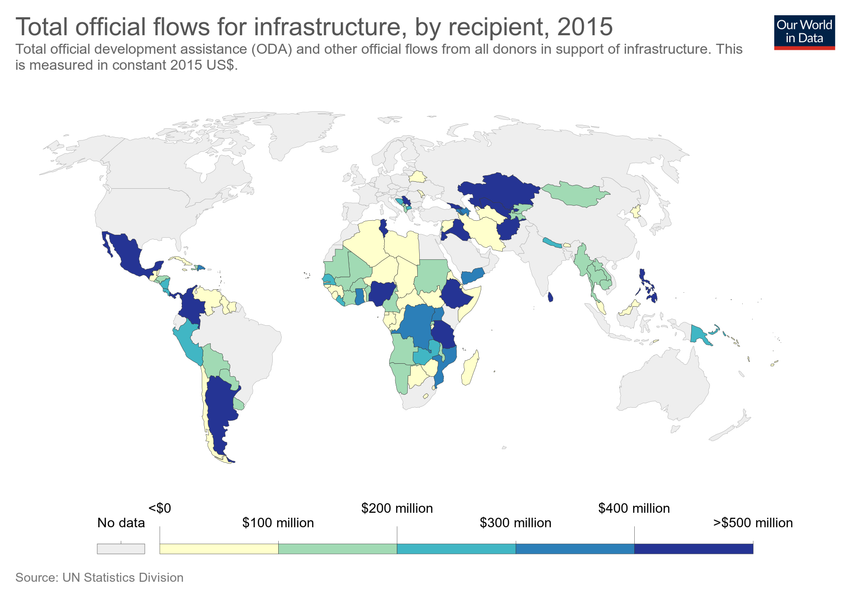 Total official flows for infrastructure, by recipient, 2015
Our World
in Data
Total official development assistance (ODA) and other official flows from all donors in support of infrastructure. This
is measured in constant 2015 US$.
<$0
$200 million
$400 million
No data
$100 million
$300 million
>$500 million
Source: UN Statistics Division